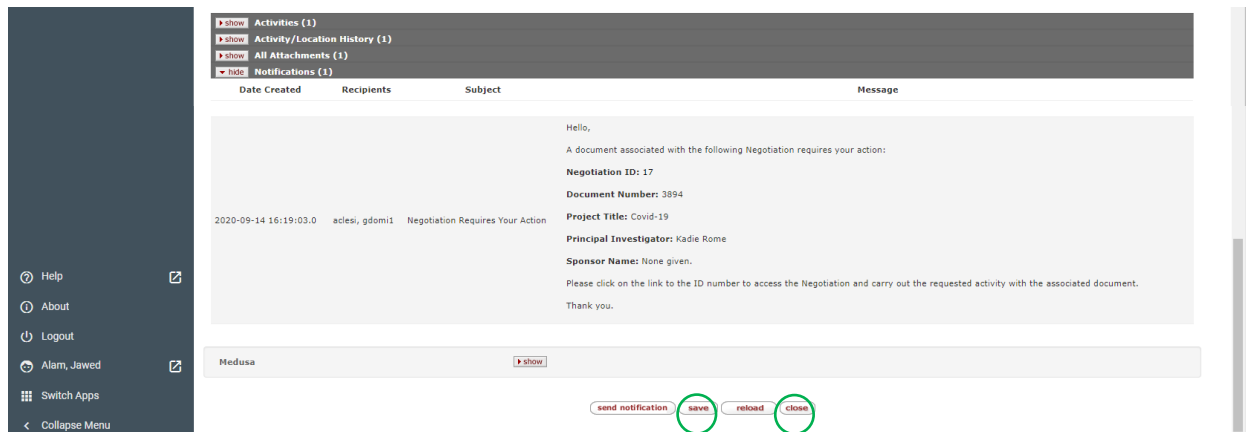 show Activities (1)
show Activity/Location History (1)
show All Attachments (1)
hide Notifications (1)
Date Created Recipients Subject Message
Hello,
A document associated with the following Negotiation requires your action:
Negotiation ID: 17
Document Number: 3894
2020-09-14 16:19:03.0 aclesi, gdomi1 Negotiation Requires Your Action Project Title: Covid-19
Principal Investigator: Kadie Rome
Sponsor Name: None given.
Please click on the link to the ID number to access the Negotiation and carry out the requested activity with the associated document.
Thank you.
Help
About
Logout
Alam, Jawed
Switch Apps
Collapse Menu
Medusa show
send notification save reload close